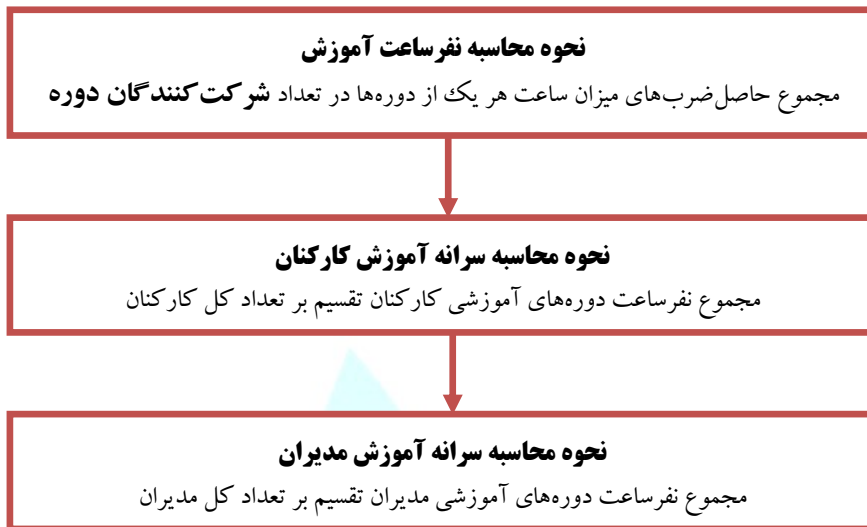 نحوه محاسبه نفرساعت آموزش
مجموع حاصل‌ضرب‌های میزان ساعت هر یک از دوره‌ها در تعداد شرکت‌کنندگان دوره
نحوه محاسبه سرانه آموزش کارکنان
مجموع نفرساعت دوره‌های آموزشی کارکنان تقسیم بر تعداد کل کارکنان
نحوه محاسبه سرانه آموزش مدیران
مجموع نفرساعت دوره‌های آموزشی مدیران تقسیم بر تعداد کل مدیران